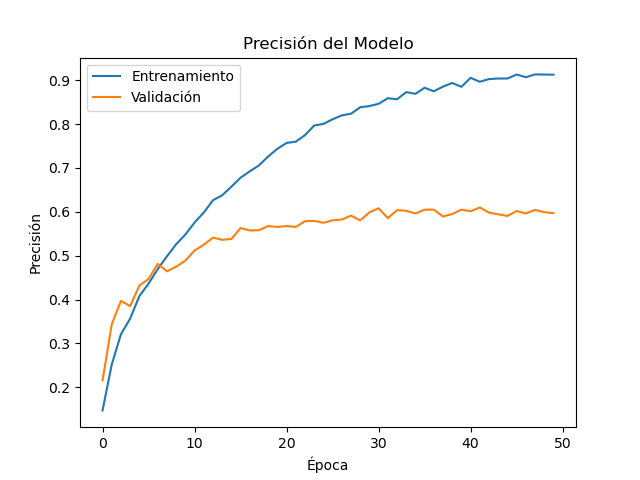 Precisión del Modelo
Entrenamiento
Validación
Precisión
0.9
0.8
0.7
0.6
0.5
0.4
0.3
0.2
0 10 20 30 40 50
Época